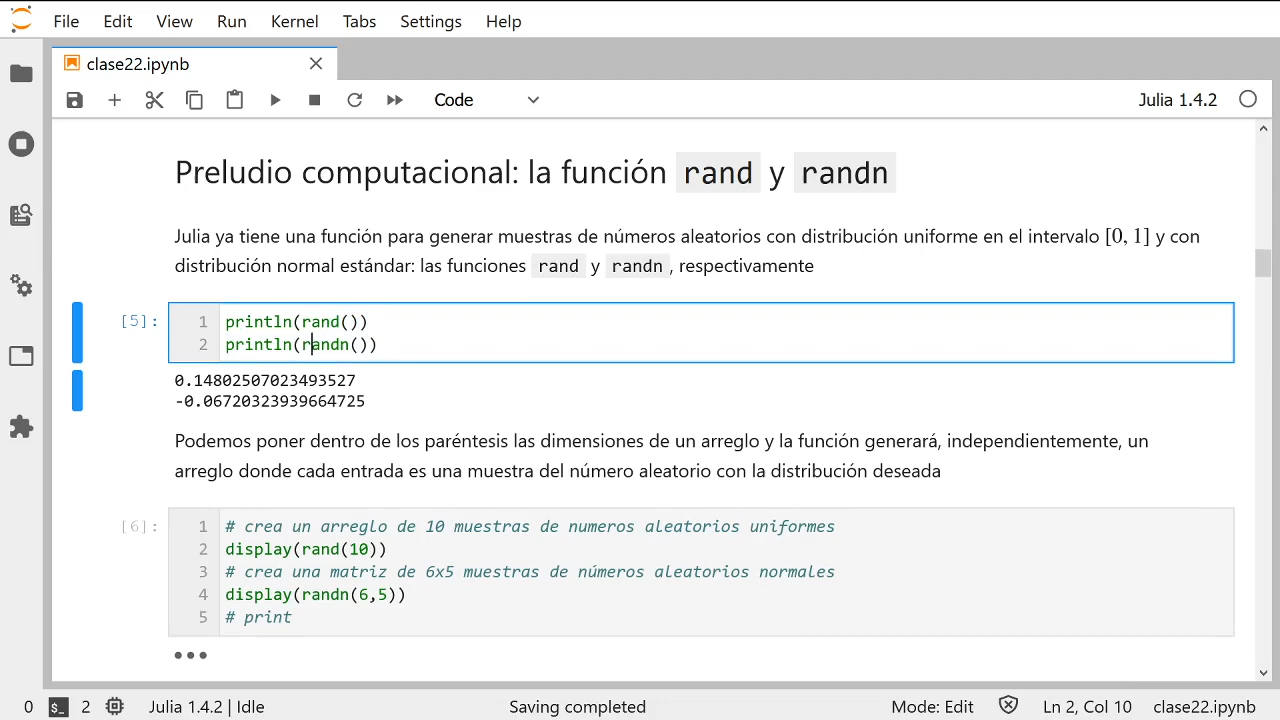 File Edit View Run Kernel Tabs Settings Help
clase22.ipynb
Code
Julia 1.4.2
Preludio computacional: la función rand y randn
Julia ya tiene una función para generar muestras de números aleatorios con distribución uniforme en el intervalo [0, 1] y con
distribución normal estándar: las funciones rand y randn, respectivamente
[5]:
1 println(rand())
2 println(randn())
0.14802507023493527
-0.06720323939664725
Podemos poner dentro de los paréntesis las dimensiones de un arreglo y la función generará, independientemente, un
arreglo donde cada entrada es una muestra del número aleatorio con la distribución deseada
[6]:
1 # crea un arreglo de 10 muestras de numeros aleatorios uniformes
2 display(rand(10))
3 # crea una matriz de 6x5 muestras de números aleatorios normales
4 display(randn(6,5))
5 # print
0 $_ 2 Julia 1.4.2 | Idle Saving completed Mode: Edit Ln 2, Col 10 clase22.ipynb